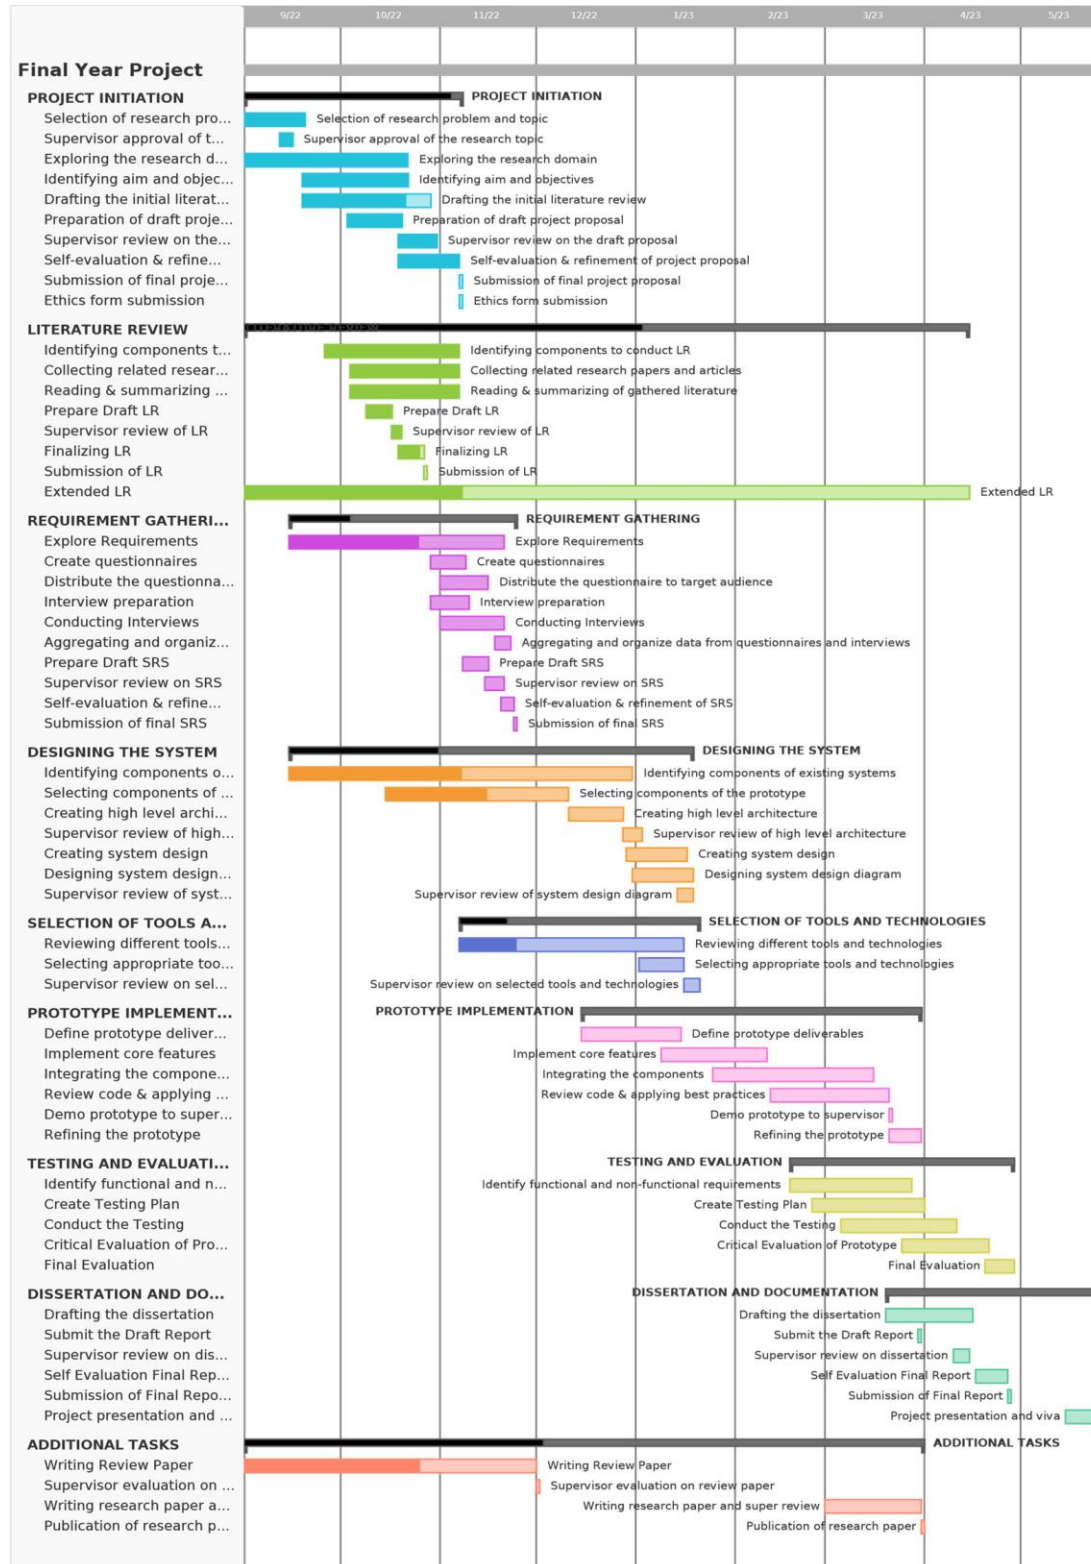 9/22 10/22 11/22 12/22 1/23 2/23 3/23 4/23 5/23
Final Year Project
PROJECT INITIATION PROJECT INITIATION
Selection of research pro... Selection of research problem and topic
Supervisor approval of t... Supervisor approval of the research topic
Exploring the research d... Exploring the research domain
Identifying aim and objec... Identifying aim and objectives
Drafting the initial literat... Drafting the initial literature review
Preparation of draft proje... Preparation of draft project proposal
Supervisor review on the... Supervisor review on the draft proposal
Self-evaluation & refine... Self-evaluation & refinement of project proposal
Submission of final proje... Submission of final project proposal
Ethics form submission Ethics form submission
LITERATURE REVIEW LITERATURE REVIEW
Identifying components t... Identifying components to conduct LR
Collecting related resear... Collecting related research papers and articles
Reading & summarizing ... Reading & summarizing of gathered literature
Prepare Draft LR Prepare Draft LR
Supervisor review of LR Supervisor review of LR
Finalizing LR Finalizing LR
Submission of LR Submission of LR
Extended LR Extended LR
REQUIREMENT GATHERI... REQUIREMENT GATHERING
Explore Requirements Explore Requirements
Create questionnaires Create questionnaires
Distribute the questionna... Distribute the questionnaire to target audience
Interview preparation Interview preparation
Conducting Interviews Conducting Interviews
Aggregating and organiz... Aggregating and organize data from questionnaires and interviews
Prepare Draft SRS Prepare Draft SRS
Supervisor review on SRS Supervisor review on SRS
Self-evaluation & refine... Self-evaluation & refinement of SRS
Submission of final SRS Submission of final SRS
DESIGNING THE SYSTEM DESIGNING THE SYSTEM
Identifying components o... Identifying components of existing systems
Selecting components of ... Selecting components of the prototype
Creating high level archi... Creating high level architecture
Supervisor review of high... Supervisor review of high level architecture
Creating system design Creating system design
Designing system design... Designing system design diagram
Supervisor review of syst... Supervisor review of system design diagram
SELECTION OF TOOLS A... SELECTION OF TOOLS AND TECHNOLOGIES
Reviewing different tools... Reviewing different tools and technologies
Selecting appropriate too... Selecting appropriate tools and technologies
Supervisor review on sel... Supervisor review on selected tools and technologies
PROTOTYPE IMPLEMENT... PROTOTYPE IMPLEMENTATION
Define prototype deliver... Define prototype deliverables
Implement core features Implement core features
Integrating the compone... Integrating the components
Review code & applying ... Review code & applying best practices
Demo prototype to super... Demo prototype to supervisor
Refining the prototype Refining the prototype
TESTING AND EVALUATI... TESTING AND EVALUATION
Identify functional and n... Identify functional and non-functional requirements
Create Testing Plan Create Testing Plan
Conduct the Testing Conduct the Testing
Critical Evaluation of Pro... Critical Evaluation of Prototype
Final Evaluation Final Evaluation
DISSERTATION AND DO... DISSERTATION AND DOCUMENTATION
Drafting the dissertation Drafting the dissertation
Submit the Draft Report Submit the Draft Report
Supervisor review on dis... Supervisor review on dissertation
Self Evaluation Final Rep... Self Evaluation Final Report
Submission of Final Repo... Submission of Final Report
Project presentation and ... Project presentation and viva
ADDITIONAL TASKS ADDITIONAL TASKS
Writing Review Paper Writing Review Paper
Supervisor evaluation on ... Supervisor evaluation on review paper
Writing research paper a... Writing research paper and super review
Publication of research p... Publication of research paper